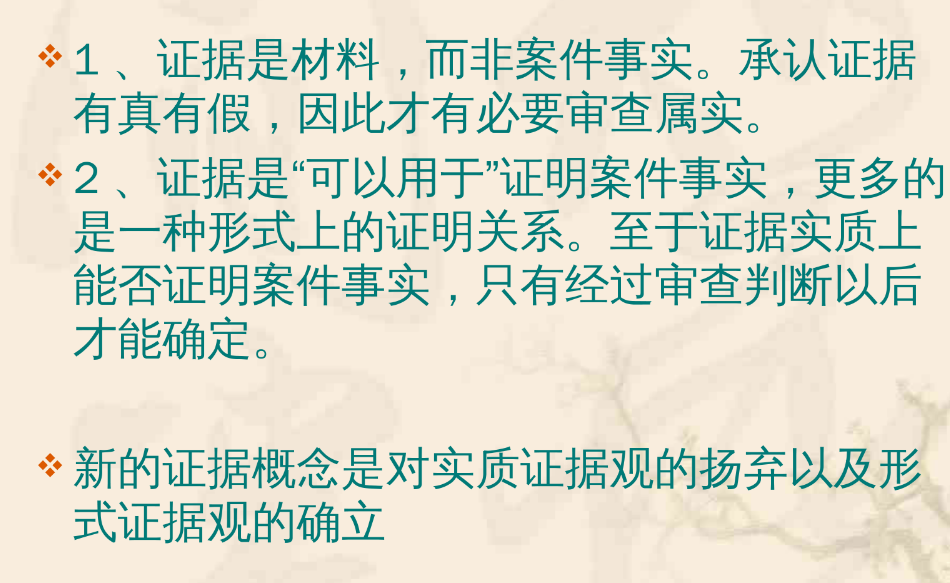 1、证据是材料，而非案件事实。承认证据
有真有假，因此才有必要审查属实。
2、证据是“可以用于”证明案件事实，更多的
是一种形式上的证明关系。至于证据实质上
能否证明案件事实，只有经过审查判断以后
才能确定。
新的证据概念是对实质证据观的扬弃以及形
式证据观的确立